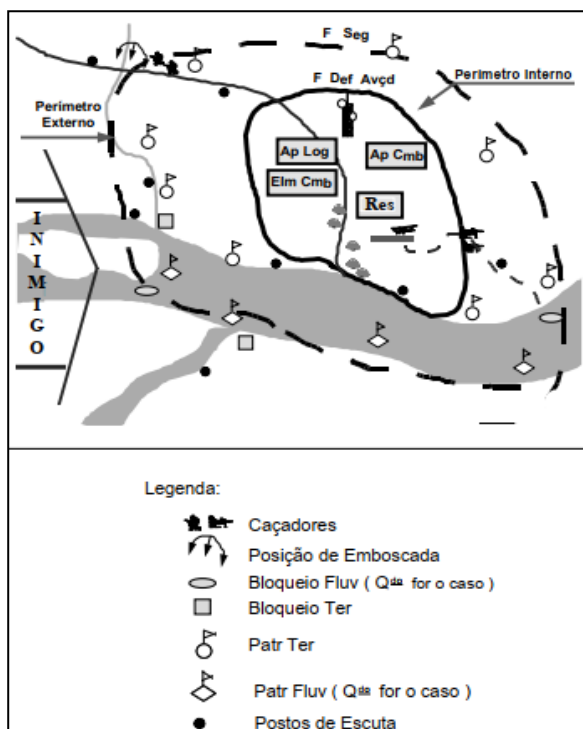 F Seg
F Def Avçd
Perimetro Interno
Perimetro
Externo
Ap Log
Ap Cmb
Elm Cmb
Res
INIMIGO
Legenda:
Caçadores
Posição de Emboscada
Bloqueio Fluv ( Qdo for o caso )
Bloqueio Ter
Patr Ter
Patr Fluv ( Qdo for o caso )
Postos de Escuta